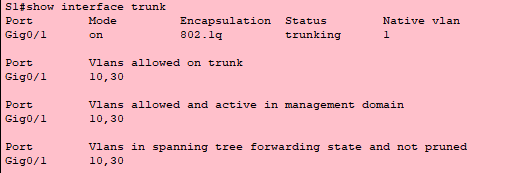 S1#show interface trunk
Port Mode Encapsulation Status Native vlan
Gig0/1 on 802.1q trunking 1
Port Vlans allowed on trunk
Gig0/1 10,30
Port Vlans allowed and active in management domain
Gig0/1 10,30
Port Vlans in spanning tree forwarding state and not pruned
Gig0/1 10,30